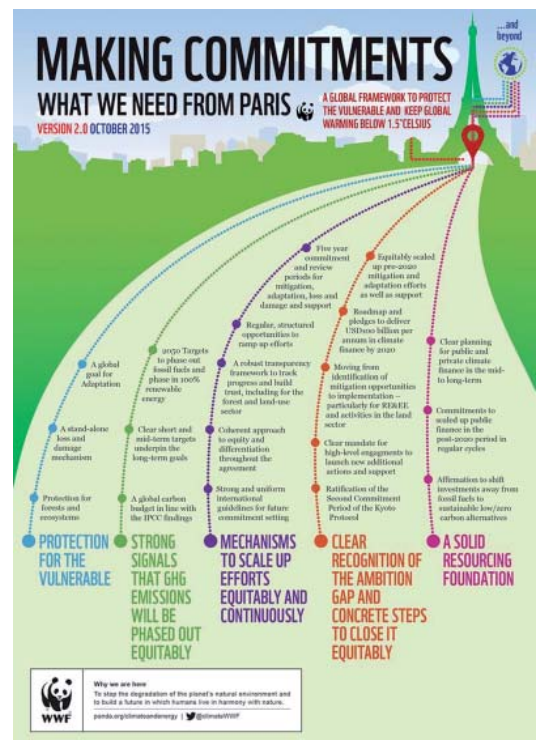 ...and
beyond
MAKING COMMITMENTS
WHAT WE NEED FROM PARIS
VERSION 2.0 OCTOBER 2015
A GLOBAL FRAMEWORK TO PROTECT
THE VULNERABLE AND KEEP GLOBAL
WARMING BELOW 1.5°CELSIUS
A global
goal for
Adaptation
A stand-alone
loss and
damage
mechanism
Protection for
forests and
ecosystems
PROTECTION
FOR THE
VULNERABLE
2050 Targets
to phase out
fossil fuels and
phase in 100%
renewable
energy
Clear short and
mid-term targets
underpin the
long-term goals
A global carbon
budget in line with
the IPCC findings
STRONG
SIGNALS
THAT GHG
EMISSIONS
WILL BE
PHASED OUT
EQUITABLY
Five year
commitment
and review
periods for
mitigation,
adaptation, loss and
damage and support
Regular, structured
opportunities to
ramp up efforts
A robust transparency
framework to track
progress and build
trust, including for the
forest and land-use
sector
Coherent approach
to equity and
differentiation
throughout the
agreement
Strong and uniform
international
guidelines for future
commitment setting
MECHANISMS
TO SCALE UP
EFFORTS
EQUITABLY AND
CONTINUOUSLY
Equitably scaled
up pre-2020
mitigation and
adaptation efforts
as well as support
Roadmap and
pledges to deliver
USD100 billion per
annum in climate
finance by 2020
Moving from
identification of
mitigation opportunities
to implementation –
particularly for RE&EE,
and activities in the land
sector
Clear mandate for
high-level engagments to
launch new additional
actions and support
Ratification of the
Second Commitment
Period of the Kyoto
Protocol
CLEAR
RECOGNITION OF
THE AMBITION
GAP AND
CONCRETE STEPS
TO CLOSE IT
EQUITABLY
Clear planning
for public and
private climate
finance in the mid-
to long-term
Commitments to
scaled up public
finance in the
post-2020 period in
regular cycles
Affirmation to shift
investments away from
fossil fuels to
sustainable low/zero
carbon alternatives
A SOLID
RESOURCING
FOUNDATION
WWF
Why we are here
To stop the degradation of the planet's natural environment and
to build a future in which humans live in harmony with nature.
panda.org/climateandenergy | @climateWWF